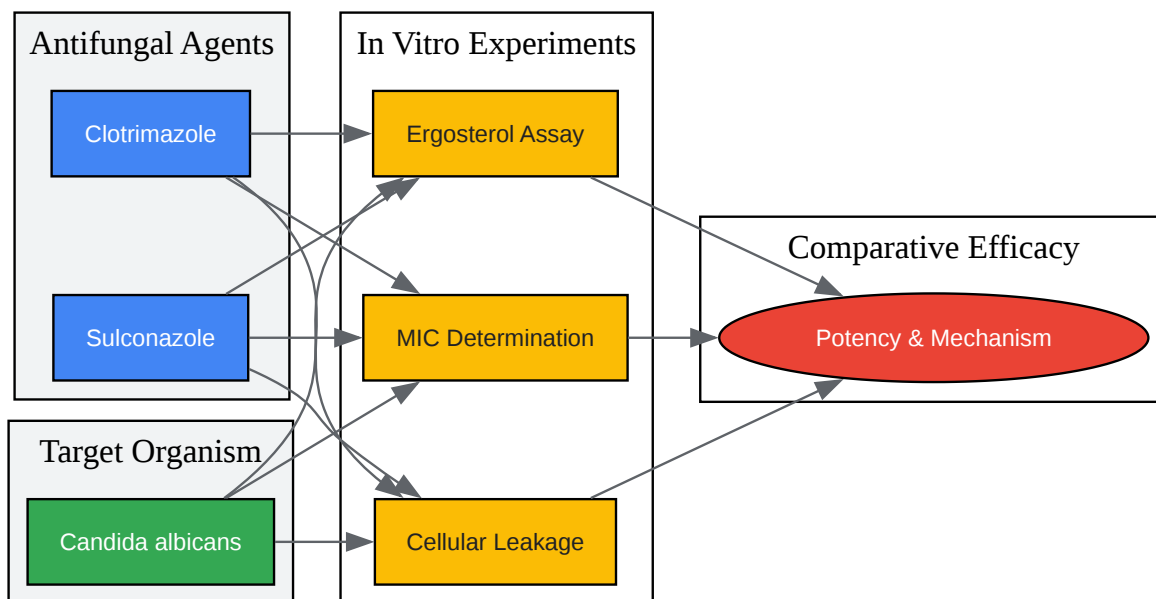 Antifungal Agents
Clotrimazole
Sulconazole
Target Organism
Candida albicans
In Vitro Experiments
Ergosterol Assay
MIC Determination
Cellular Leakage
Comparative Efficacy
Potency & Mechanism